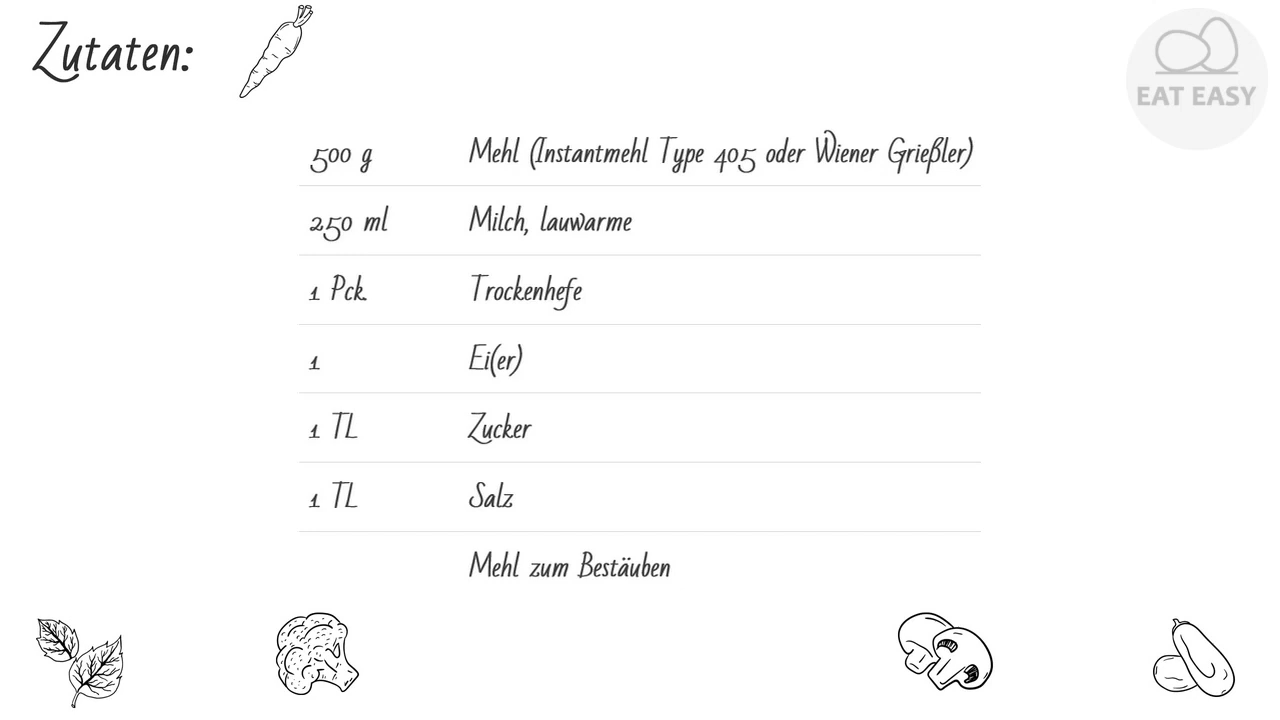 Zutaten:
EAT EASY
500 g Mehl (Instantmehl Type 405 oder Wiener Grießler)
250 ml Milch, lauwarme
1 Pck. Trockenhefe
1 Ei(er)
1 TL Zucker
1 TL Salz
Mehl zum Bestäuben